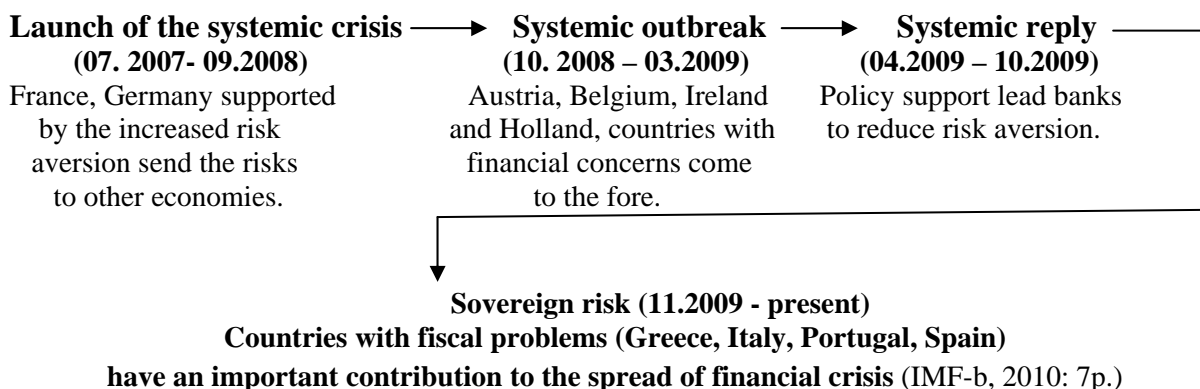 Launch of the systemic crisis
(07. 2007- 09.2008)
France, Germany supported
by the increased risk
aversion send the risks
to other economies.
Systemic outbreak
(10. 2008 – 03.2009)
Austria, Belgium, Ireland
and Holland, countries with
financial concerns come
to the fore.
Systemic reply
(04.2009 – 10.2009)
Policy support lead banks
to reduce risk aversion.
Sovereign risk (11.2009 - present)
Countries with fiscal problems (Greece, Italy, Portugal, Spain)
have an important contribution to the spread of financial crisis (IMF-b, 2010: 7p.)